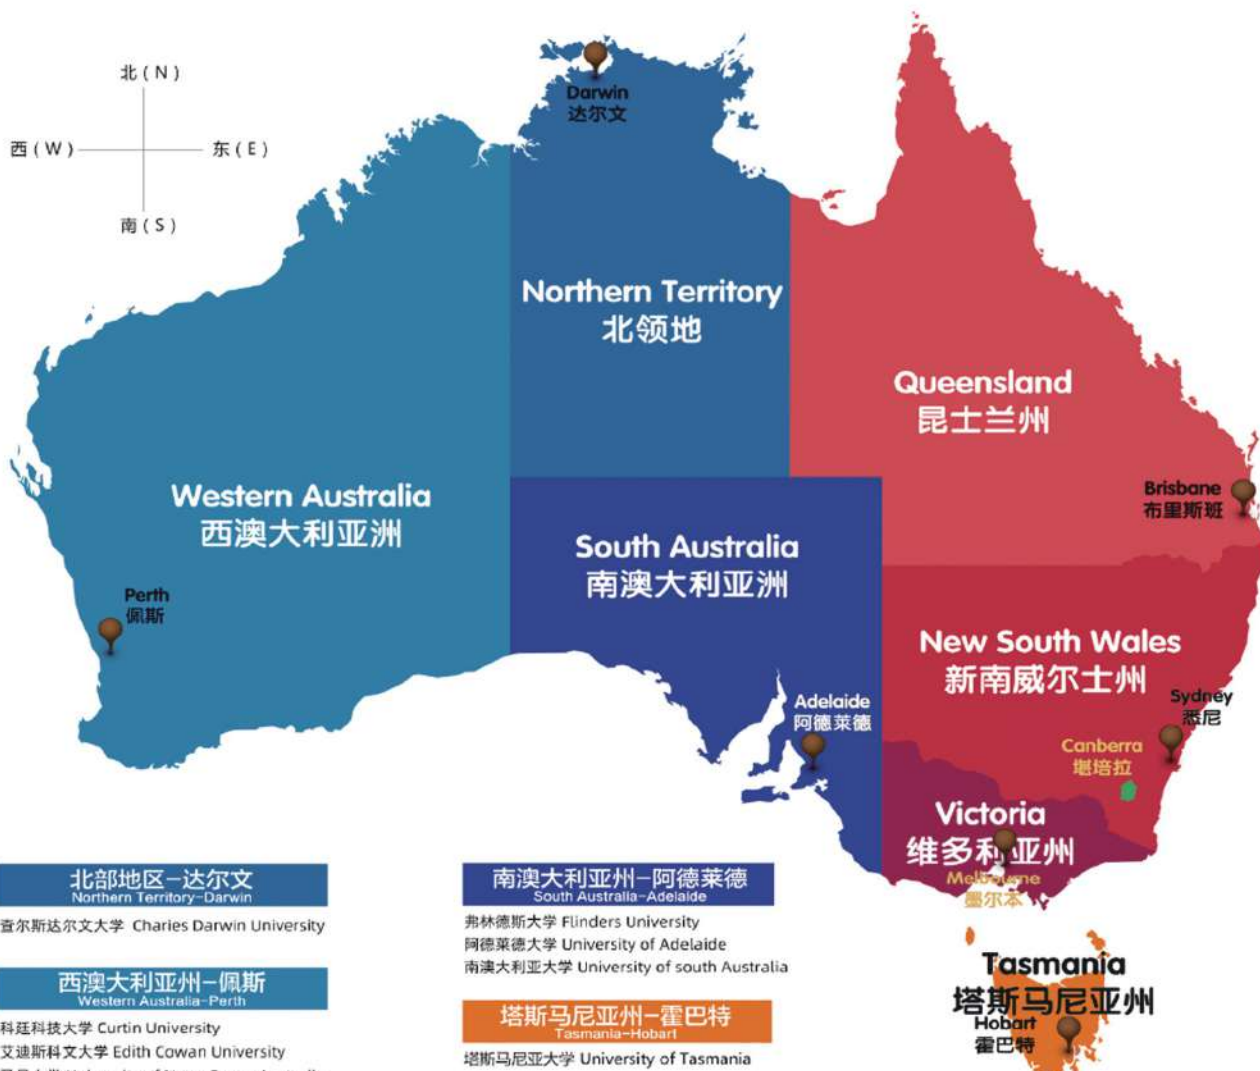 北(N)
西(W)
东(E)
南(S)
Darwin
达尔文
Northern Territory
北领地
Queensland
昆士兰州
Western Australia
西澳大利亚洲
Brisbane
布里斯班
South Australia
南澳大利亚洲
Perth
佩斯
New South Wales
新南威尔士州
Adelaide
阿德莱德
Sydney
悉尼
Canberra
堪培拉
Victoria
维多利亚州
Melbourne
墨尔本
Tasmania
塔斯马尼亚州
Hobart
霍巴特
北部地区-达尔文
Northern Territory-Darwin
查尔斯达尔文大学 Charies Darwin University
西澳大利亚州-佩斯
Western Australia-Perth
科廷科技大学 Curtin University
艾迪斯科文大学 Edith Cowan University
南澳大利亚州-阿德莱德
South Australia-Adelaide
弗林德斯大学 Flinders University
阿德莱德大学 University of Adelaide
南澳大利亚大学 University of south Australia
塔斯马尼亚州-霍巴特
Tasmania-Hobart
塔斯马尼亚大学 University of Tasmania